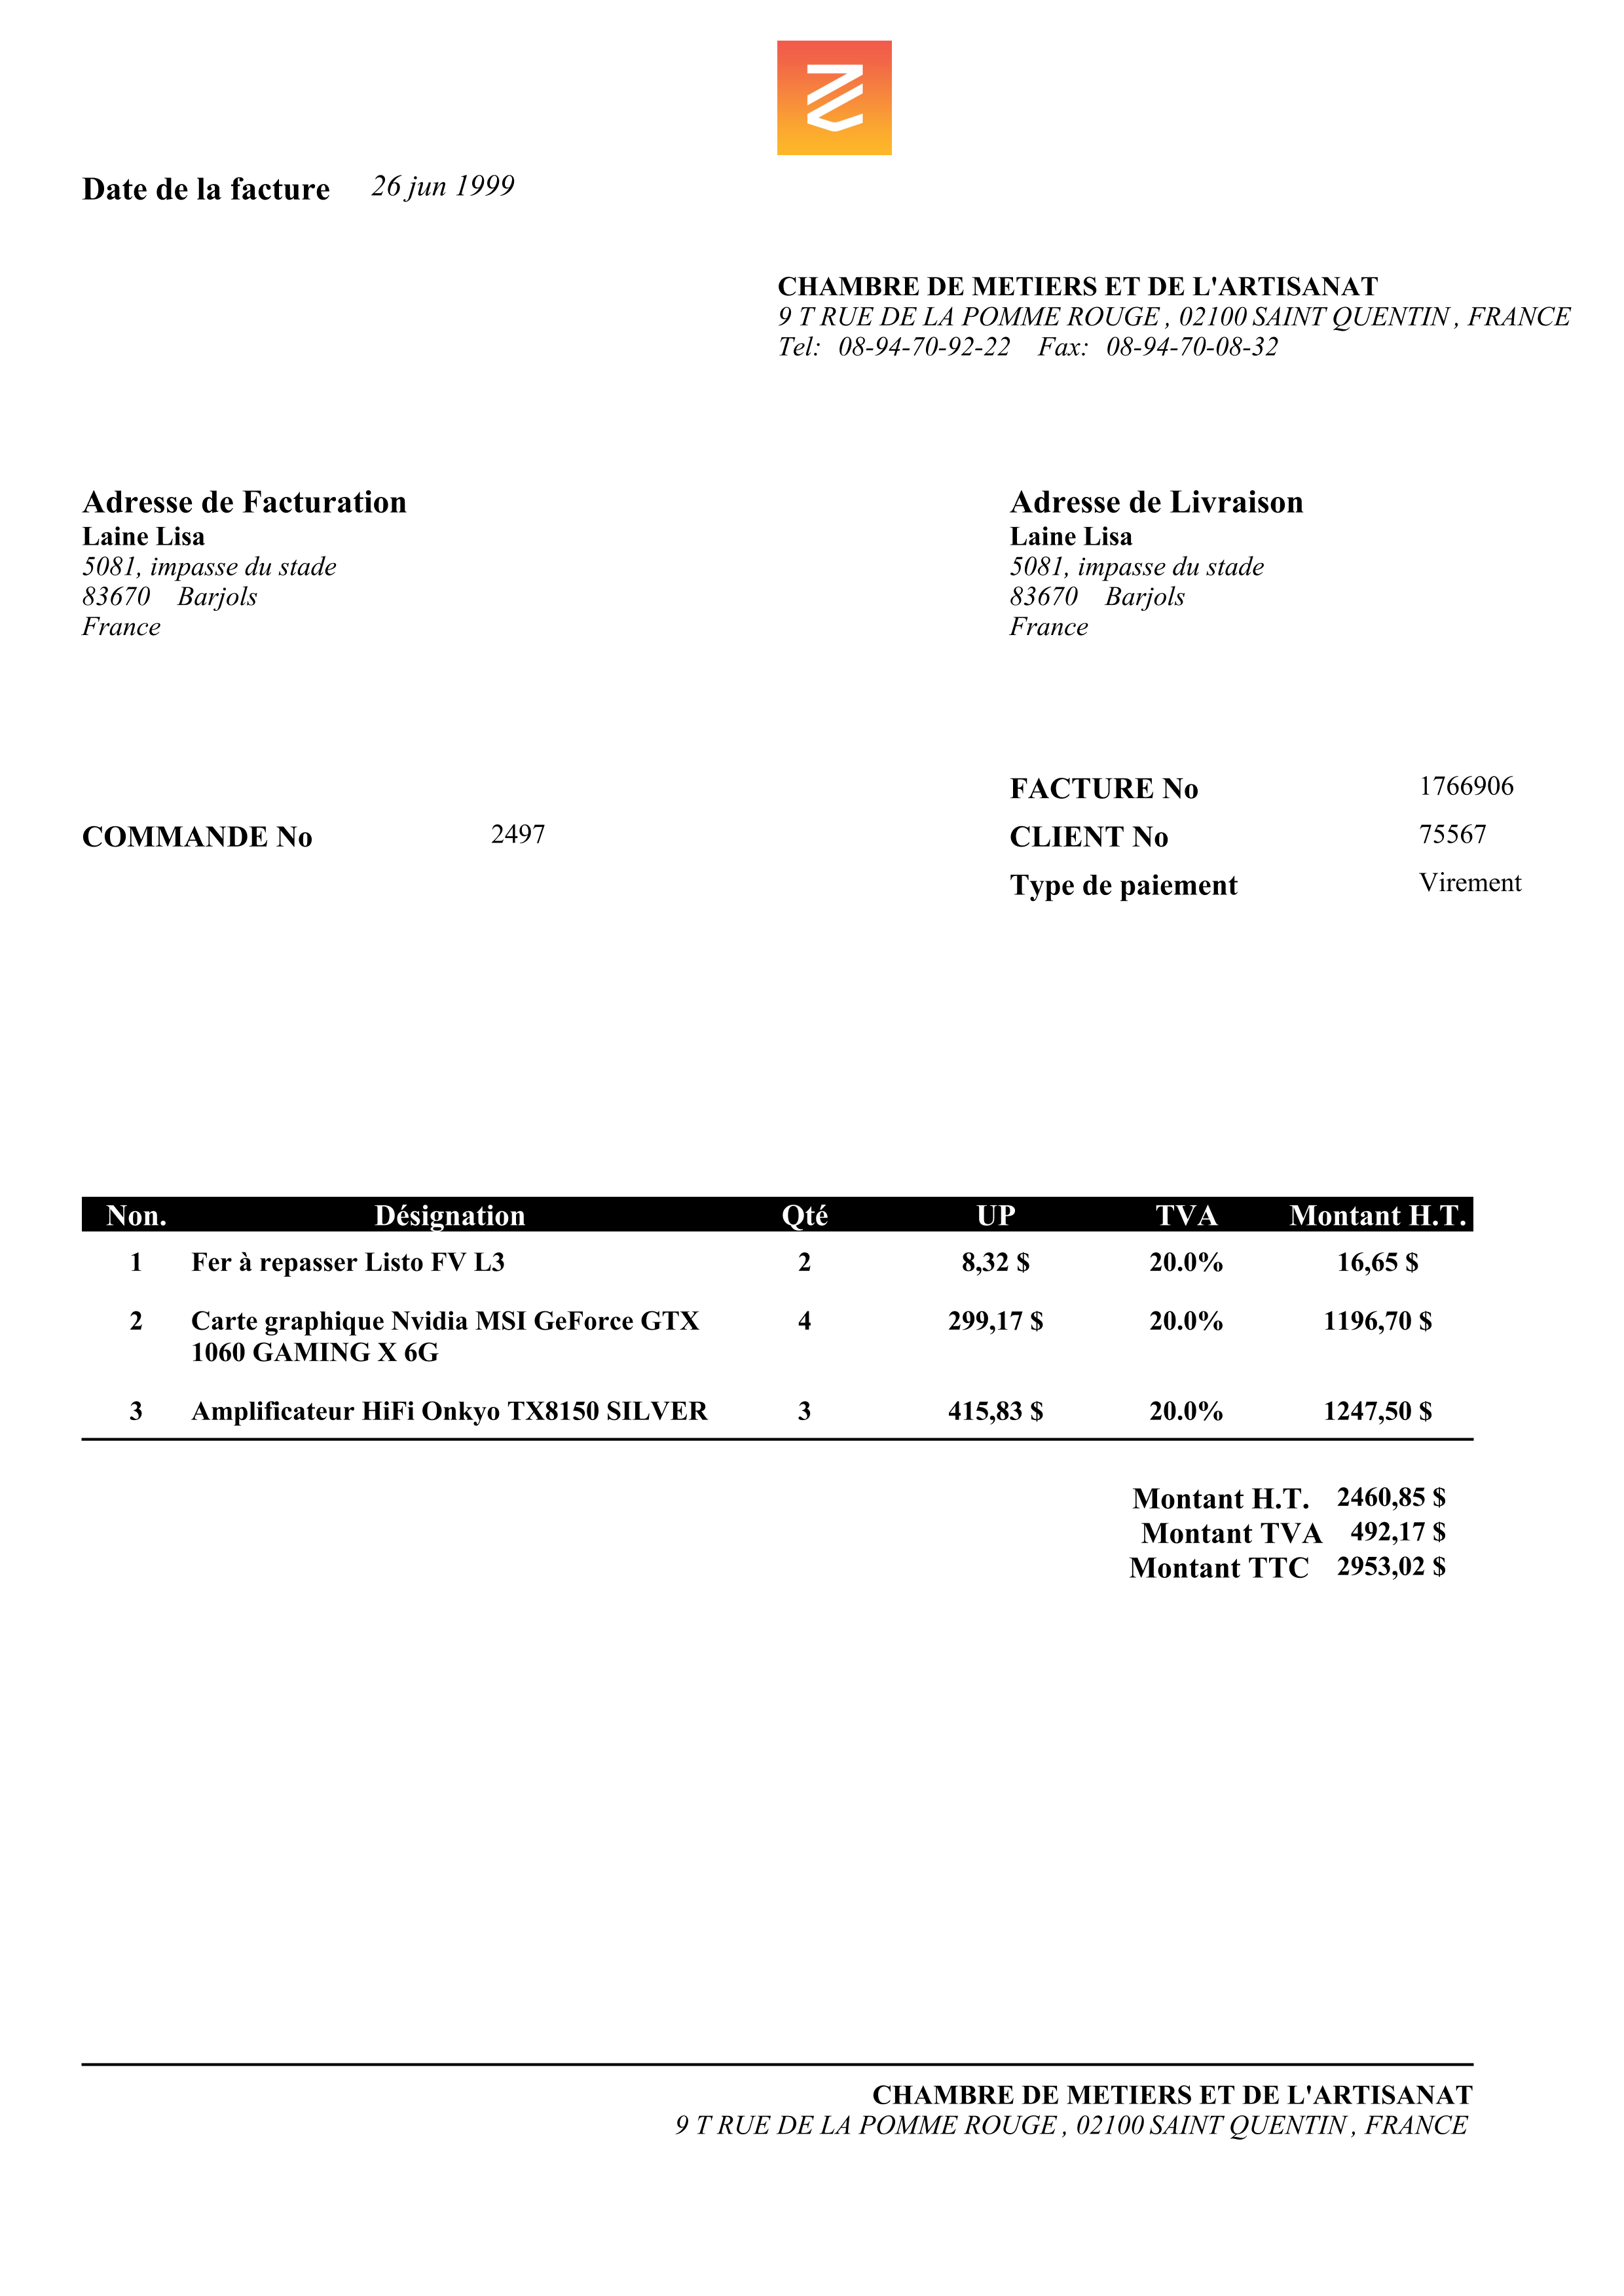 Date de la facture 26 jun 1999
CHAMBRE DE METIERS ET DE L'ARTISANAT
9 T RUE DE LA POMME ROUGE , 02100 SAINT QUENTIN , FRANCE
Tel: 08-94-70-92-22 Fax: 08-94-70-08-32
Adresse de Facturation
Laine Lisa
5081, impasse du stade
83670 Barjols
France
Adresse de Livraison
Laine Lisa
5081, impasse du stade
83670 Barjols
France
FACTURE No 1766906
COMMANDE No 2497
CLIENT No 75567
Type de paiement Virement
Non. Désignation Qté UP TVA Montant H.T.
1 Fer à repasser Listo FV L3 2 8,32 $ 20.0% 16,65 $
2 Carte graphique Nvidia MSI GeForce GTX 4 299,17 $ 20.0% 1196,70 $
1060 GAMING X 6G
3 Amplificateur HiFi Onkyo TX8150 SILVER 3 415,83 $ 20.0% 1247,50 $
Montant H.T. 2460,85 $
Montant TVA 492,17 $
Montant TTC 2953,02 $
CHAMBRE DE METIERS ET DE L'ARTISANAT
9 T RUE DE LA POMME ROUGE , 02100 SAINT QUENTIN , FRANCE